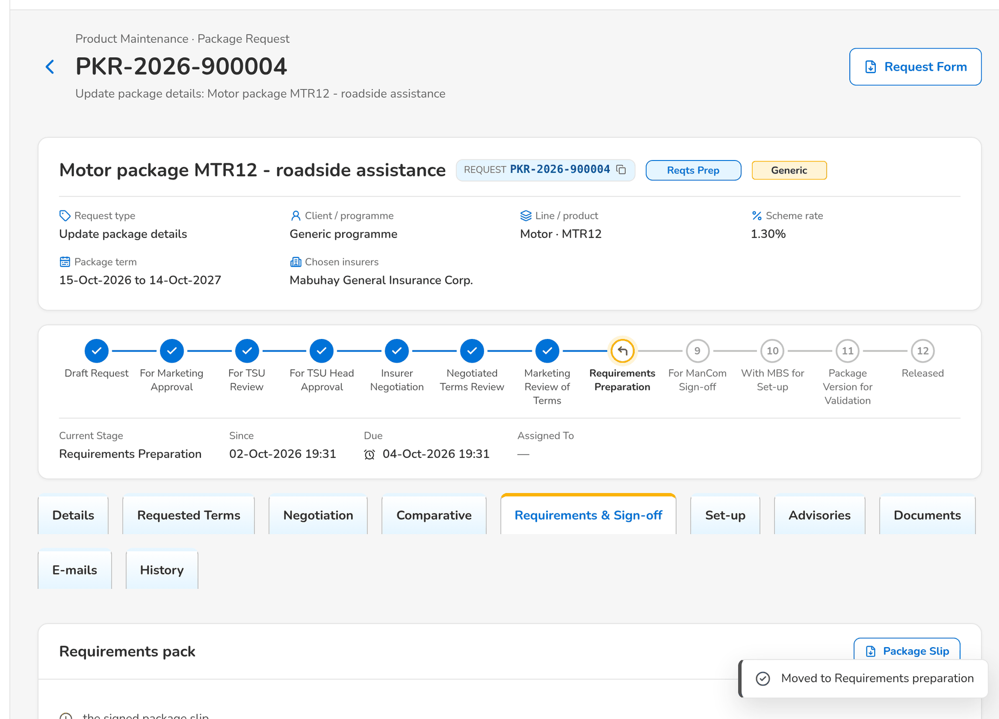 Product Maintenance · Package Request
PKR-2026-900004
Update package details: Motor package MTR12 - roadside assistance
Request Form
Motor package MTR12 - roadside assistance
REQUEST PKR-2026-900004
Reqts Prep
Generic
Request type
Client / programme
Line / product
Scheme rate
Update package details
Generic programme
Motor · MTR12
1.30%
Package term
Chosen insurers
15-Oct-2026 to 14-Oct-2027
Mabuhay General Insurance Corp.
Draft Request
For Marketing
Approval
For TSU
Review
For TSU Head
Approval
Insurer
Negotiation
Negotiated
Terms Review
Marketing
Review of
Terms
Requirements
Preparation
9
For ManCom
Sign-off
10
With MBS for
Set-up
11
Package
Version for
Validation
12
Released
Current Stage
Since
Due
Assigned To
Requirements Preparation
02-Oct-2026 19:31
04-Oct-2026 19:31
—
Details
Requested Terms
Negotiation
Comparative
Requirements & Sign-off
Set-up
Advisories
Documents
E-mails
History
Requirements pack
Package Slip
Moved to Requirements preparation
the signed package slip